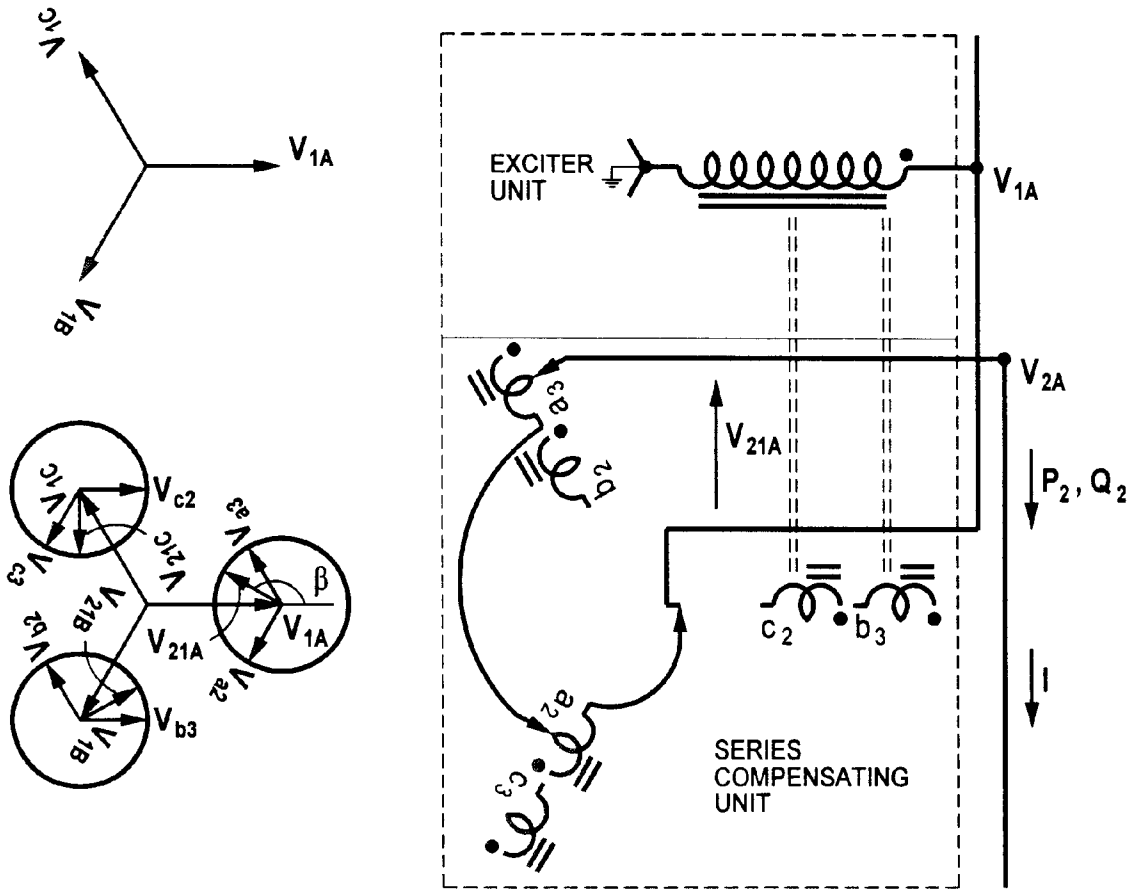 V1C
V1A
V1B
EXCITER
UNIT
V1A
V2A
a3
b2
V21A
P2, Q2
c2
b3
I
a2
c3
SERIES
COMPENSATING
UNIT
V1C
Vc2
Vc3
V21C
Va3
β
V1A
V21A
Va2
V21B
Vb2
V1B
Vb3